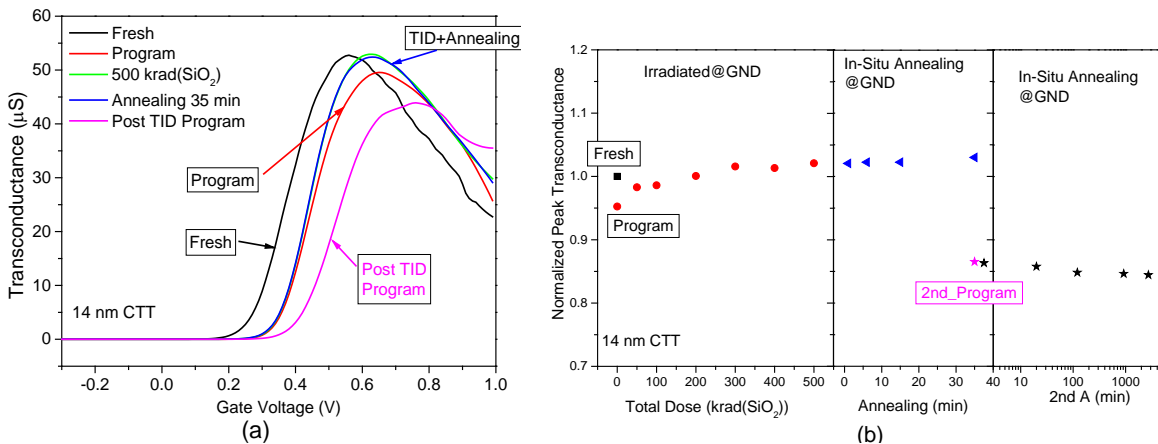 60
50
40
30
20
10
0
Transconductance (µS)
Fresh
Program
500 krad(SiO2)
Annealing 35 min
Post TID Program
TID+Annealing
Program
Fresh
Post TID
Program
14 nm CTT
-0.2 0.0 0.2 0.4 0.6 0.8 1.0
Gate Voltage (V)
(a)
1.2
1.1
1.0
0.9
0.8
0.7
Normalized Peak Transconductance
Irradiated@GND
Fresh
Program
14 nm CTT
0 100 200 300 400 500
Total Dose (krad(SiO2))
In-Situ Annealing
@GND
2nd_Program
0 10 20 30 40
Annealing (min)
In-Situ Annealing
@GND
10 100 1000
2nd A (min)
(b)